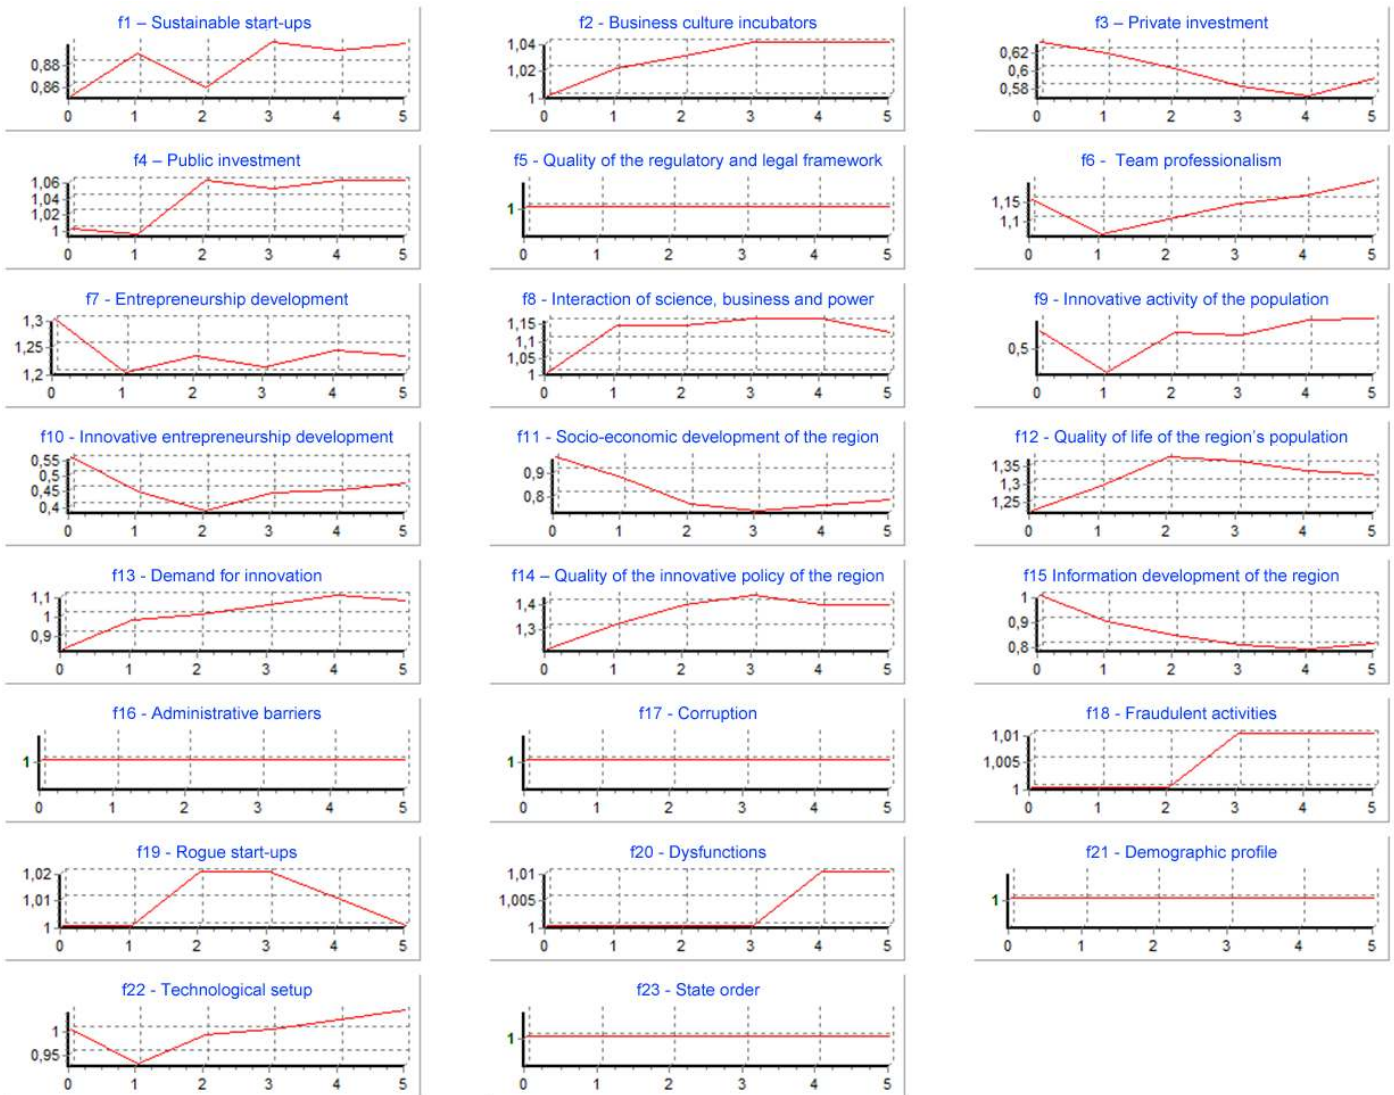 f1 – Sustainable start-ups
0,88
0,86
0 1 2 3 4 5
f2 - Business culture incubators
1,04
1,02
1
0 1 2 3 4 5
f3 – Private investment
0,62
0,6
0,58
0 1 2 3 4 5
f4 – Public investment
1,06
1,04
1,02
1
0 1 2 3 4 5
f5 - Quality of the regulatory and legal framework
1
0 1 2 3 4 5
f6 - Team professionalism
1,15
1,1
0 1 2 3 4 5
f7 - Entrepreneurship development
1,3
1,25
1,2
0 1 2 3 4 5
f8 - Interaction of science, business and power
1,15
1,1
1,05
1
0 1 2 3 4 5
f9 - Innovative activity of the population
0,5
0 1 2 3 4 5
f10 - Innovative entrepreneurship development
0,55
0,5
0,45
0,4
0 1 2 3 4 5
f11 - Socio-economic development of the region
0,9
0,8
0 1 2 3 4 5
f12 - Quality of life of the region's population
1,35
1,3
1,25
0 1 2 3 4 5
f13 - Demand for innovation
1,1
1
0,9
0 1 2 3 4 5
f14 – Quality of the innovative policy of the region
1,4
1,3
0 1 2 3 4 5
f15 Information development of the region
1
0,9
0,8
0 1 2 3 4 5
f16 - Administrative barriers
1
0 1 2 3 4 5
f17 - Corruption
1
0 1 2 3 4 5
f18 - Fraudulent activities
1,01
1,005
1
0 1 2 3 4 5
f19 - Rogue start-ups
1,02
1,01
1
0 1 2 3 4 5
f20 - Dysfunctions
1,01
1,005
1
0 1 2 3 4 5
f21 - Demographic profile
1
0 1 2 3 4 5
f22 - Technological setup
1
0,95
0 1 2 3 4 5
f23 - State order
1
0 1 2 3 4 5